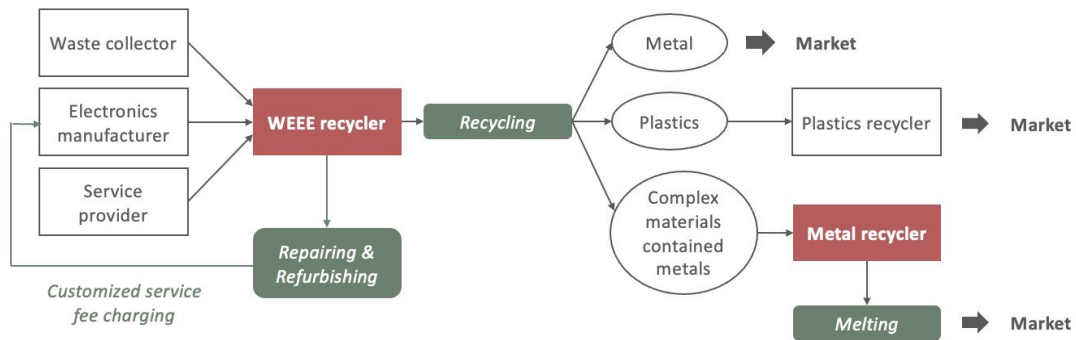 Waste collector
Electronics
manufacturer
Service
provider
WEEE recycler
Repairing &
Refurbishing
Customized service
fee charging
Recycling
Metal
Market
Plastics
Plastics recycler
Market
Complex
materials
contained
metals
Metal recycler
Melting
Market